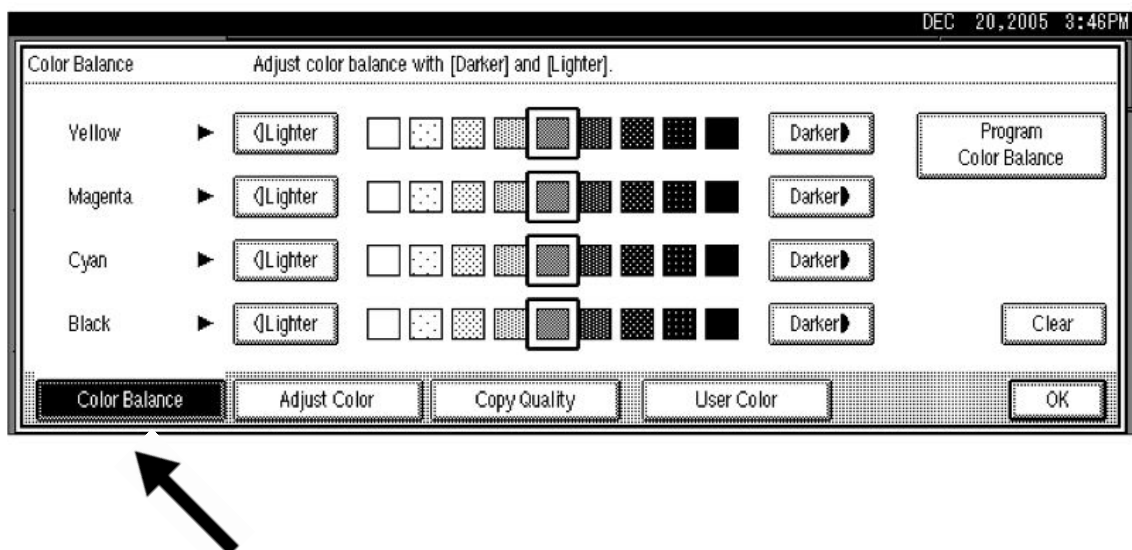 DEC 20,2005 3:46PM
Color Balance Adjust color balance with [Darker] and [Lighter].
Yellow Lighter Darker
Program
Color Balance
Magenta Lighter Darker
Cyan Lighter Darker
Black Lighter Darker Clear
Color Balance Adjust Color Copy Quality User Color OK